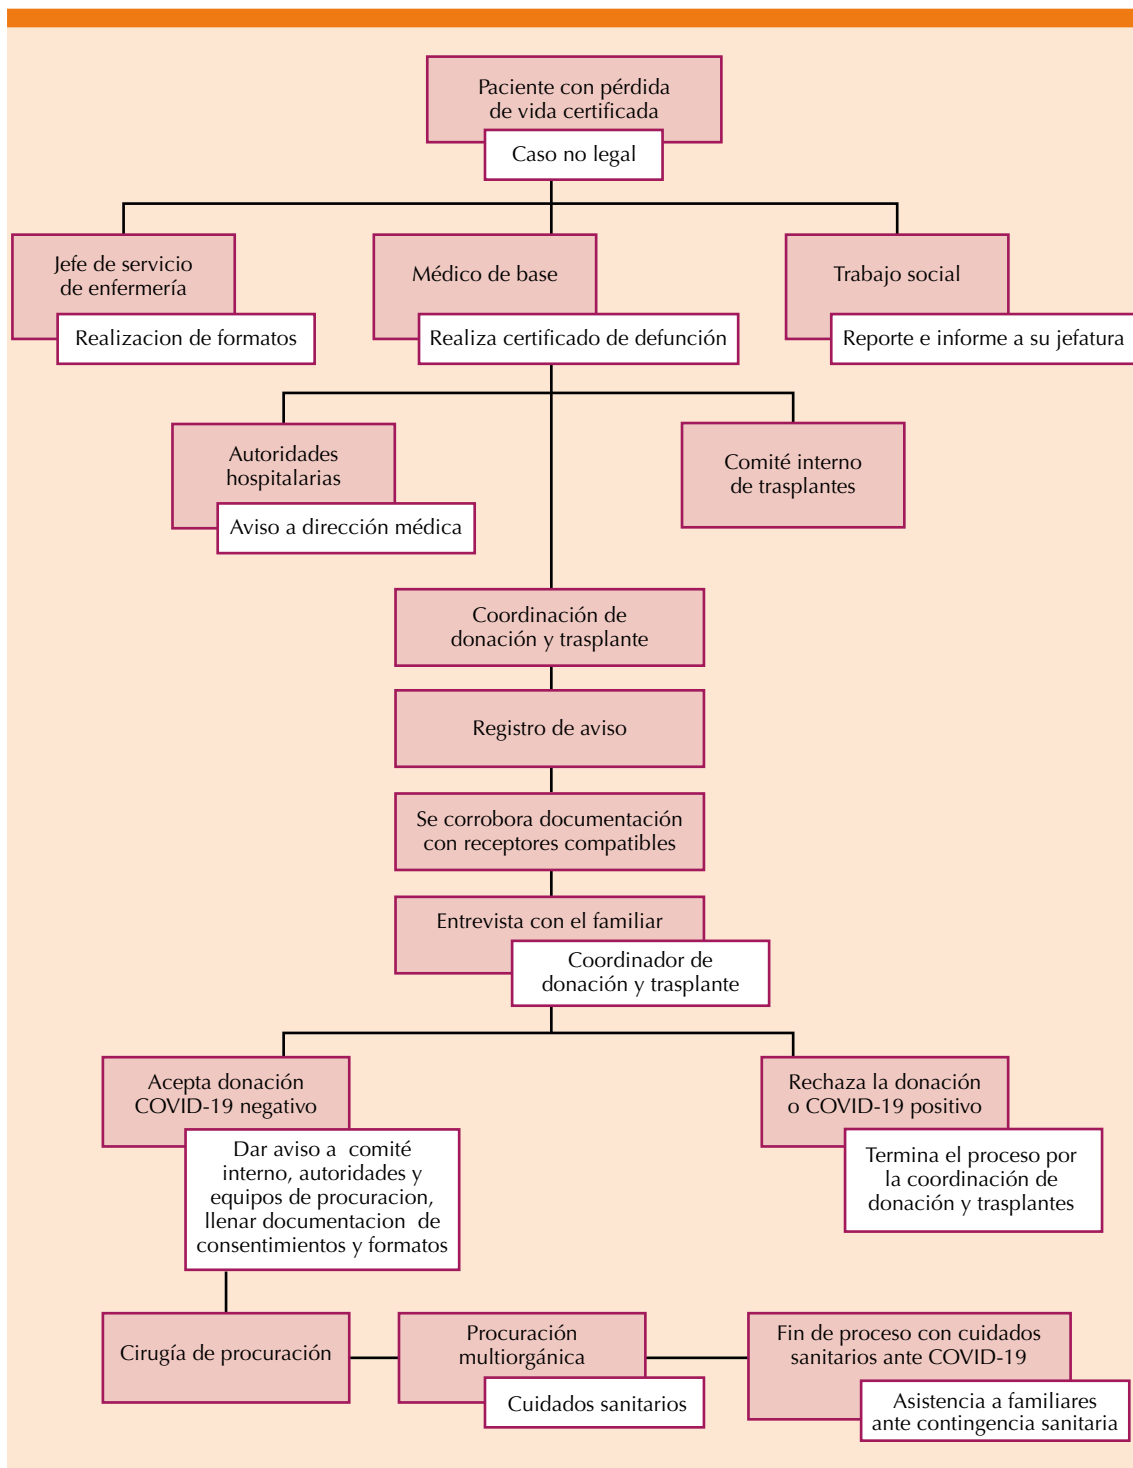 Paciente con pérdida
de vida certificada
Caso no legal
Jefe de servicio
de enfermería
Realizacion de formatos
Médico de base
Realiza certificado de defunción
Trabajo social
Reporte e informe a su jefatura
Autoridades
hospitalarias
Aviso a dirección médica
Comité interno
de trasplantes
Coordinación de
donación y trasplante
Registro de aviso
Se corrobora documentación
con receptores compatibles
Entrevista con el familiar
Coordinador de
donación y trasplante
Acepta donación
COVID-19 negativo
Dar aviso a comité
interno, autoridades y
equipos de procuracion,
llenar documentacion de
consentimientos y formatos
Rechaza la donación
o COVID-19 positivo
Termina el proceso por
la coordinación de
donación y trasplantes
Cirugía de procuración
Procuración
multiorgánica
Cuidados sanitarios
Fin de proceso con cuidados
sanitarios ante COVID-19
Asistencia a familiares
ante contingencia sanitaria